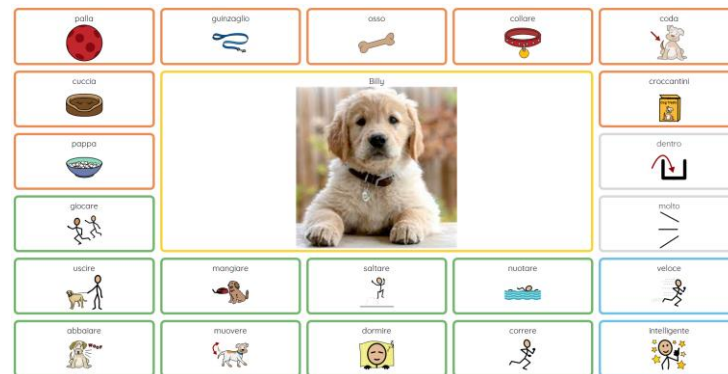 palla
guinzaglio
osso
collare
coda
cuccia
Billy
croccantini
pappa
dentro
giocare
molto
uscire
mangiare
saltare
nuotare
veloce
abbaiare
woof
muovere
dormire
correre
intelligente